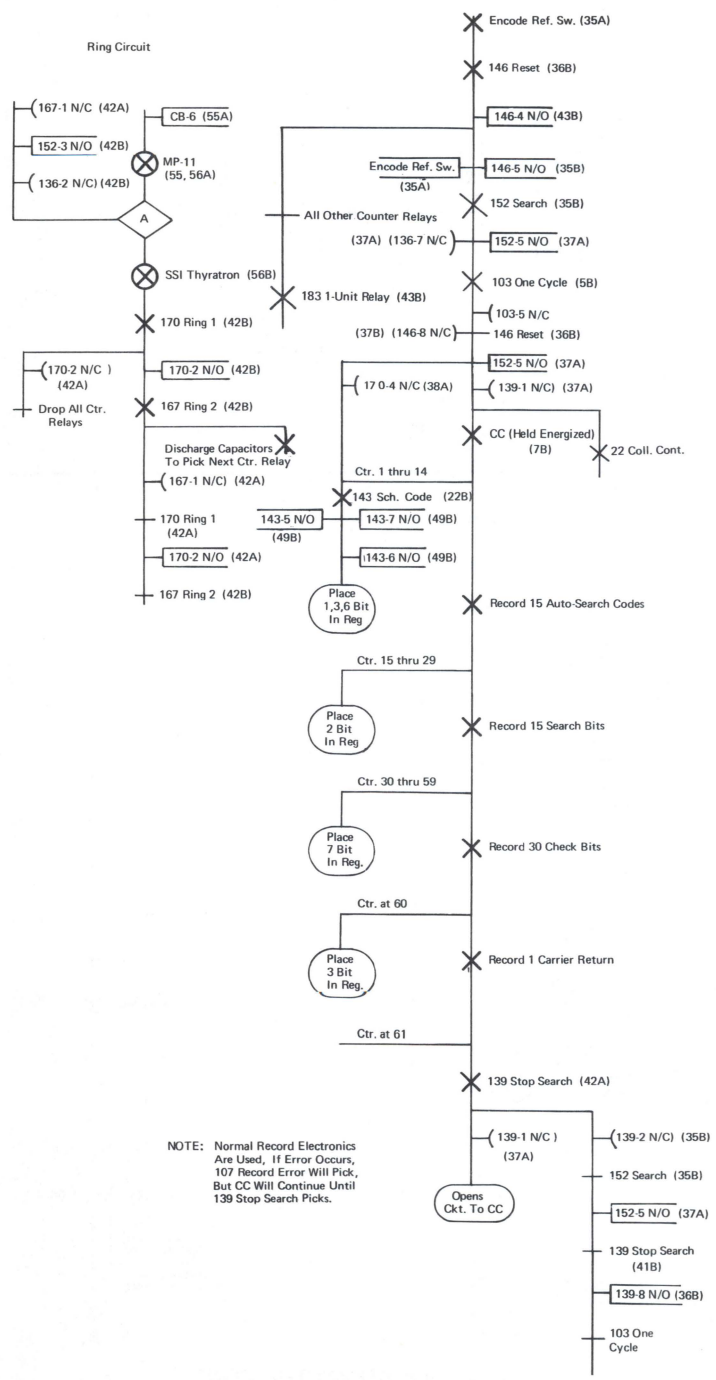 Encode Ref. Sw. (35A)
Ring Circuit
146 Reset (36B)
167-1 N/C (42A)
CB-6 (55A)
146-4 N/O (43B)
152-3 N/O (42B)
MP-11
(55, 56A)
Encode Ref. Sw.
(35A)
146-5 N/O (35B)
(136-2 N/C) (42B)
152 Search (35B)
A
All Other Counter Relays
(37A) (136-7 N/C
152-5 N/O (37A)
SSI Thyratron (56B)
103 One Cycle (5B)
183 1-Unit Relay (43B)
(103-5 N/C
170 Ring 1 (42B)
(37B) (146-8 N/C)
146 Reset (36B)
152-5 N/O (37A)
(170-2 N/C )
(42A)
170-2 N/O (42B)
(17 0-4 N/C (38A)
(139-1 N/C) (37A)
Drop All Ctr.
Relays
167 Ring 2 (42B)
CC (Held Energized)
(7B)
22 Coll. Cont.
Discharge Capacitors
To Pick Next Ctr. Relay
Ctr. 1 thru 14
(167-1 N/C) (42A)
143 Sch. Code (22B)
170 Ring 1
(42A)
143-5 N/O
(49B)
143-7 N/O (49B)
170-2 N/O (42A)
143-6 N/O (49B)
167 Ring 2 (42B)
Place
1,3,6 Bit
In Reg
Record 15 Auto-Search Codes
Ctr. 15 thru 29
Place
2 Bit
In Reg
Record 15 Search Bits
Ctr. 30 thru 59
Place
7 Bit
In Reg.
Record 30 Check Bits
Ctr. at 60
Place
3 Bit
In Reg.
Record 1 Carrier Return
Ctr. at 61
139 Stop Search (42A)
NOTE: Normal Record Electronics
Are Used, If Error Occurs,
107 Record Error Will Pick,
But CC Will Continue Until
139 Stop Search Picks.
(139-1 N/C )
(37A)
(139-2 N/C) (35B)
152 Search (35B)
Opens
Ckt. To CC
152-5 N/O (37A)
139 Stop Search
(41B)
139-8 N/O (36B)
103 One
Cycle